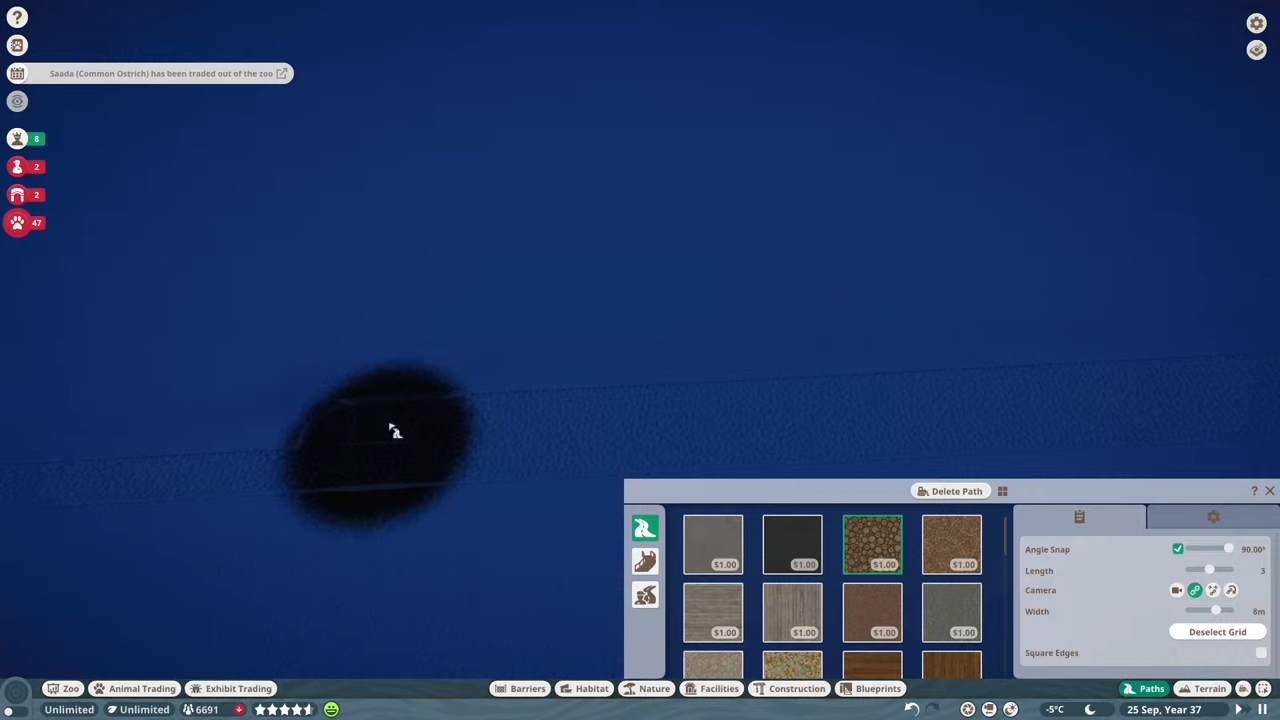 ?
Saada (Common Ostrich) has been traded out of the zoo
8
2
2
47
Delete Path
?
$1.00 $1.00 $1.00 $1.00
$1.00 $1.00 $1.00 $1.00
Angle Snap 90.00°
Length 3
Camera
Width 8m
Deselect Grid
Square Edges
Zoo Animal Trading Exhibit Trading Barriers Habitat Nature Facilities Construction Blueprints Paths Terrain
Unlimited Unlimited 6691 -5°C 25 Sep, Year 37